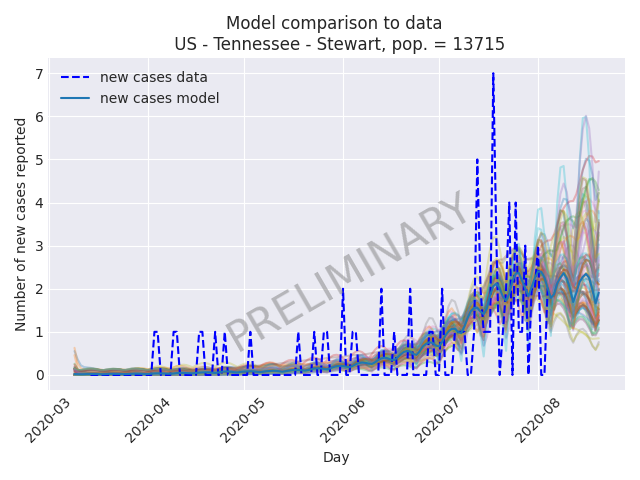 Model comparison to data
US - Tennessee - Stewart, pop. = 13715
7
6
5
4
3
2
1
0
Number of new cases reported
new cases data
new cases model
PRELIMINARY
2020-03
2020-04
2020-05
2020-06
2020-07
2020-08
Day